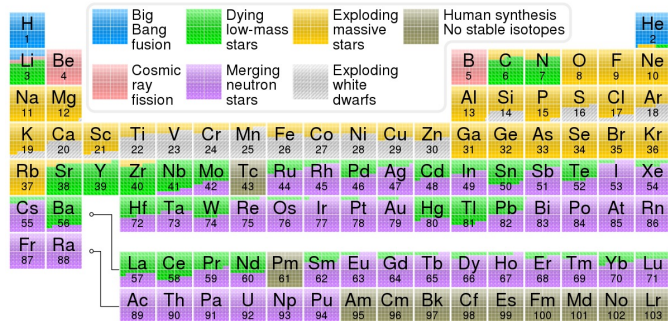 H
1
Big
Bang
fusion
Dying
low-mass
stars
Exploding
massive
stars
Human synthesis
No stable isotopes
He
2
Li
3
Be
4
Cosmic
ray
fission
Merging
neutron
stars
Exploding
white
dwarfs
B C N O F Ne
5 6 7 8 9 10
Na Mg Al Si P S Cl Ar
11 12 13 14 15 16 17 18
K Ca Sc Ti V Cr Mn Fe Co Ni Cu Zn Ga Ge As Se Br Kr
19 20 21 22 23 24 25 26 27 28 29 30 31 32 33 34 35 36
Rb Sr Y Zr Nb Mo Tc Ru Rh Pd Ag Cd In Sn Sb Te I Xe
37 38 39 40 41 42 43 44 45 46 47 48 49 50 51 52 53 54
Cs Ba Hf Ta W Re Os Ir Pt Au Hg Tl Pb Bi Po At Rn
55 56 72 73 74 75 76 77 78 79 80 81 82 83 84 85 86
Fr Ra
87 88
La Ce Pr Nd Pm Sm Eu Gd Tb Dy Ho Er Tm Yb Lu
57 58 59 60 61 62 63 64 65 66 67 68 69 70 71
Ac Th Pa U Np Pu Am Cm Bk Cf Es Fm Md No Lr
89 90 91 92 93 94 95 96 97 98 99 100 101 102 103